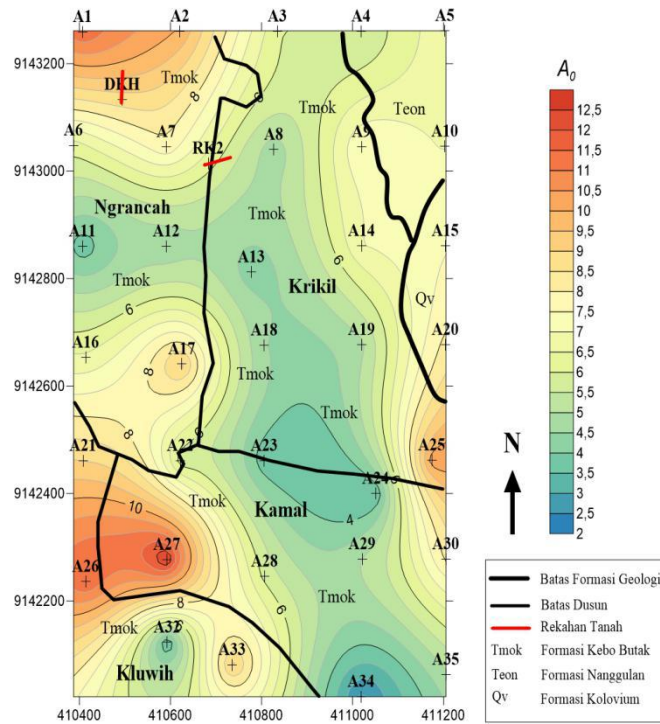 A1 A2 A3 A4 A5
A₀
9143200
DKH Tmok 8 8 Tmok Teon
12,5
12
11,5
11
10,5
10
9,5
9
8,5
8
7,5
7
6,5
6
5,5
5
4,5
4
3,5
3
2,5
2
A6 A7 RK2 A8 A9 A10
9143000
Ngrancah Tmok
A11 A12 A13 A14 A15
Krikil 6
9142800
Tmok Qv
6
A16 A17 A18 A19 A20
8 Tmok
9142600
Tmok
8 6
A21 A22 A23 A24 A25
N
9142400
10 Tmok Kamal 4
A26 A27 A28 A29 A30
9142200
8 6
Tmok A32 A33 A35
Kluwih A34
410400 410600 410800 411000 411200
Batas Formasi Geologi
Batas Dusun
Rekahan Tanah
Tmok Formasi Kebo Butak
Teon Formasi Nanggulan
Qv Formasi Kolovium